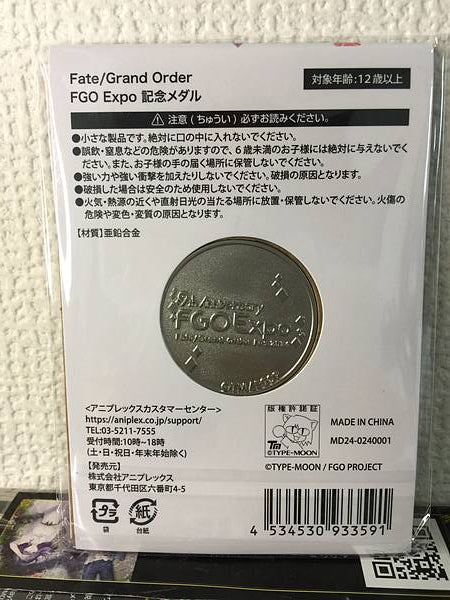 Fate/Grand Order
FGO Expo 記念メダル
対象年齢:12歳以上
⚠ 注意(ちゅうい)必ずお読みください。
●小さな製品です。絶対に口の中に入れないでください。
●誤飲・窒息などの危険がありますので、6歳未満のお子様には絶対に与えないでください。また、お子様の手の届く場所に保管しないでください。
●強い力や強い衝撃を加えたりしないでください。破損の原因となります。
●破損した場合は安全のため使用しないでください。
●火気・熱源の近くや直射日光の当たる場所に放置・保管しないでください。火傷の危険や変色・変質の原因となります。
【材質】亜鉛合金
9th Anniversary
FGO Expo
<アニプレックスカスタマーセンター>
https://aniplex.co.jp/support/
TEL:03-5211-7555
受付時間:10時~18時
(土・日・祝日・年末年始除く)
【発売元】
株式会社アニプレックス
東京都千代田区六番町4-5
版権許諾証
TM
©TYPE-MOON
MADE IN CHINA
MD24-0240001
©TYPE-MOON / FGO PROJECT
プラ
袋
紙
台紙
4 534530 933591